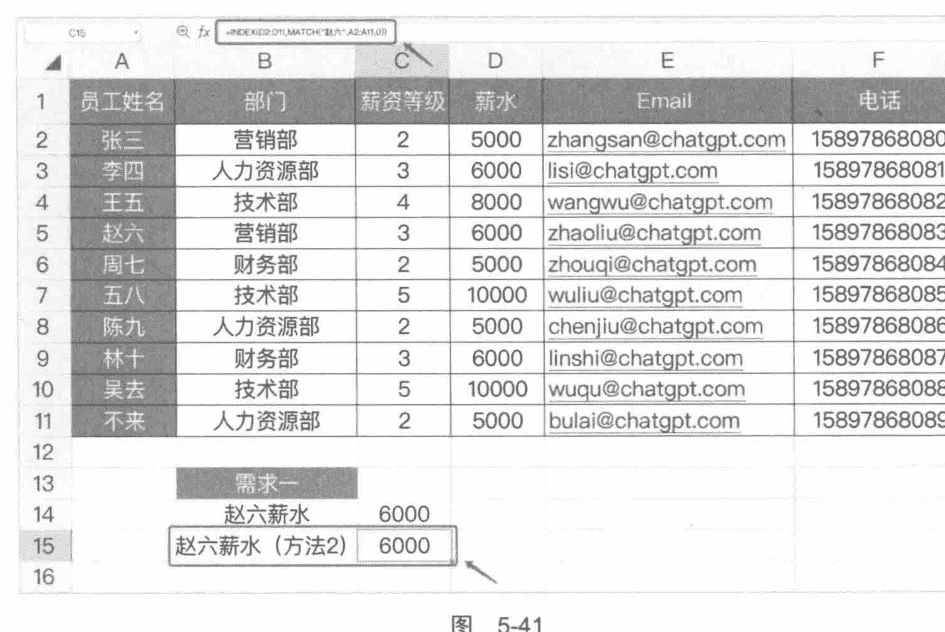 C15 fx =INDEX(D2:D11,MATCH("赵六",A2:A11,0))
A B C D E F
1 员工姓名 部门 薪资等级 薪水 Email 电话
2 张三 营销部 2 5000 zhangsan@chatgpt.com 15897868080
3 李四 人力资源部 3 6000 lisi@chatgpt.com 15897868081
4 王五 技术部 4 8000 wangwu@chatgpt.com 15897868082
5 赵六 营销部 3 6000 zhaoliu@chatgpt.com 15897868083
6 周七 财务部 2 5000 zhouqi@chatgpt.com 15897868084
7 五八 技术部 5 10000 wuliu@chatgpt.com 15897868085
8 陈九 人力资源部 2 5000 chenjiu@chatgpt.com 15897868086
9 林十 财务部 3 6000 linshi@chatgpt.com 15897868087
10 吴去 技术部 5 10000 wuqu@chatgpt.com 15897868088
11 不来 人力资源部 2 5000 bulai@chatgpt.com 15897868089
12
13 需求一
14 赵六薪水 6000
15 赵六薪水（方法2) 6000
16
图 5-41